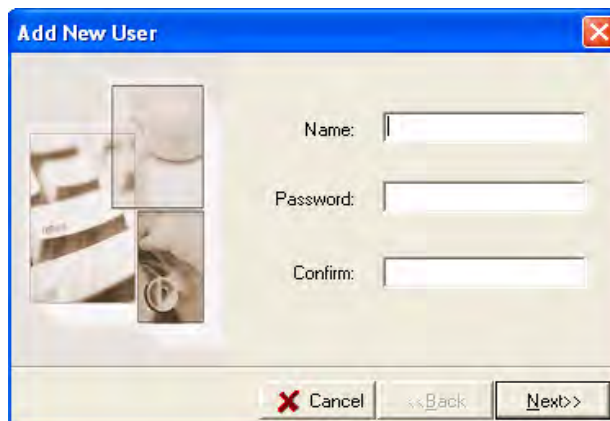 Add New User
Name:
Password:
Confirm:
Cancel <<Back Next>>